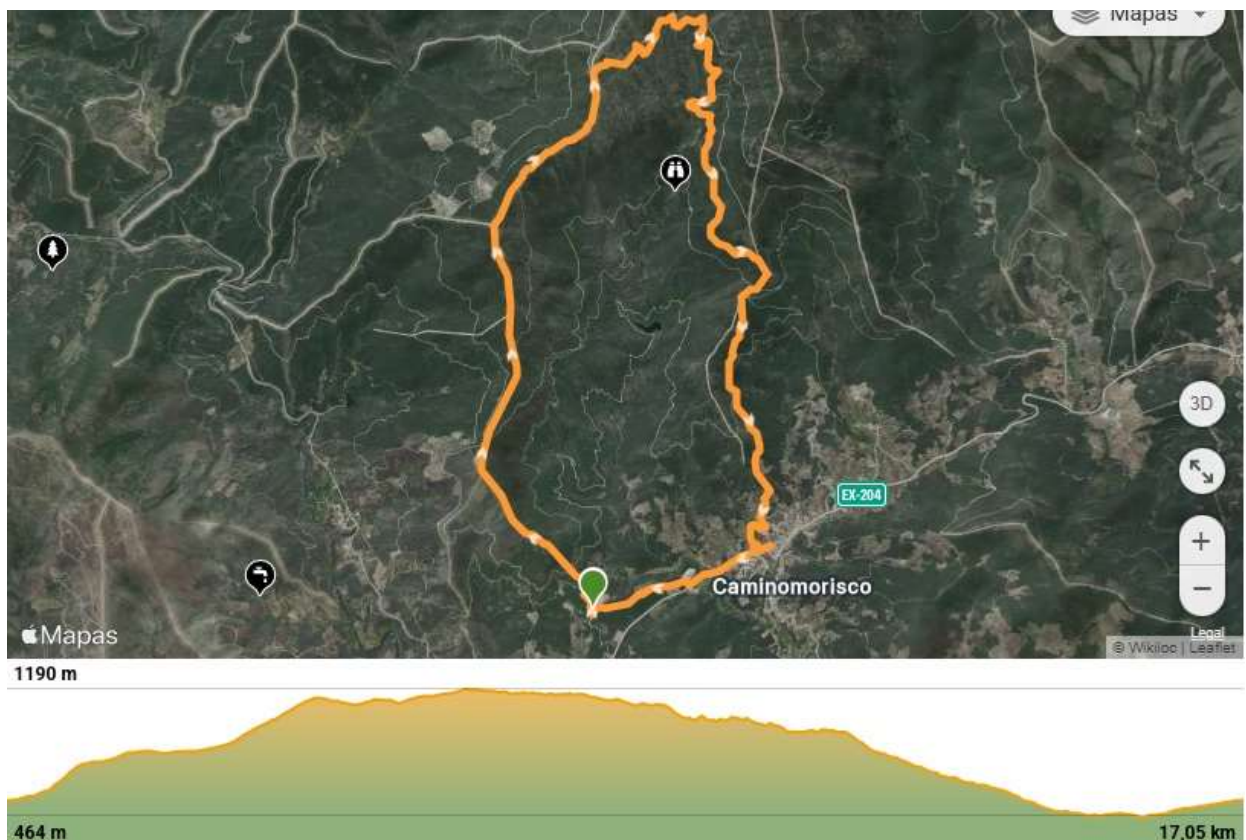 Mapas
3D
EX-204
+
Caminomorisco
−
Mapas
Legal
© Wikiloc | Leaflet
1190 m
464 m
17,05 km